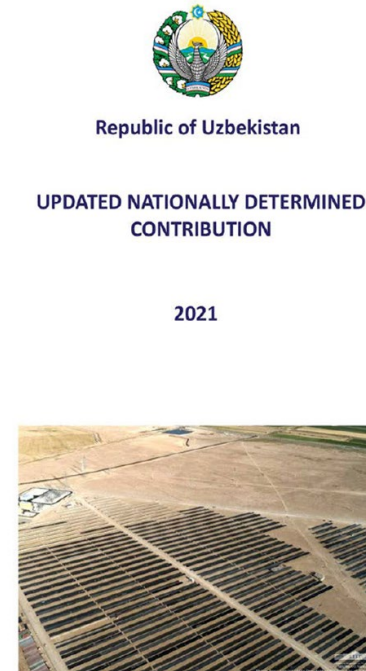 Republic of Uzbekistan
UPDATED NATIONALLY DETERMINED
CONTRIBUTION
2021